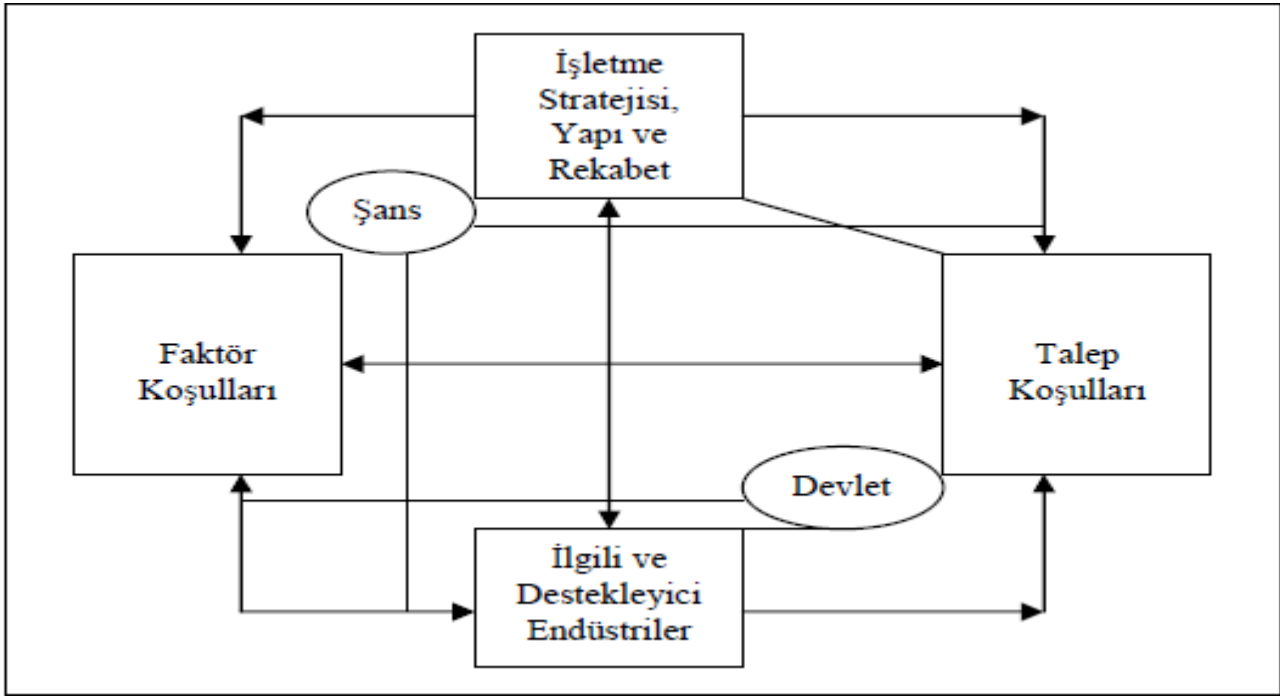 İşletme
Stratejisi,
Yapı ve
Rekabet
Şans
Faktör
Koşulları
Talep
Koşulları
Devlet
İlgili ve
Destekleyici
Endüstriler